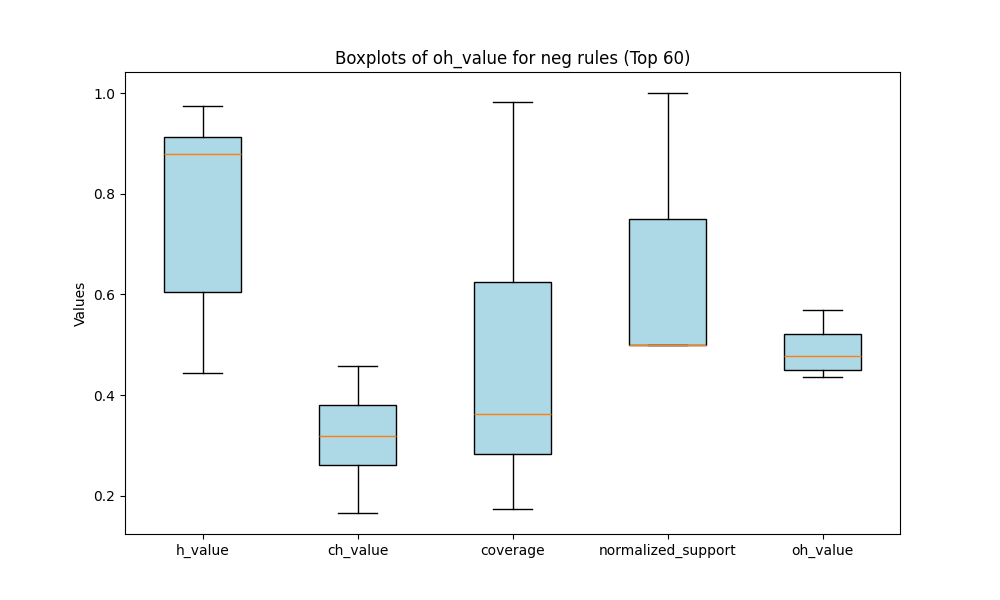 Boxplots of oh_value for neg rules (Top 60)
1.0
0.8
0.6
0.4
0.2
Values
h_value
ch_value
coverage
normalized_support
oh_value